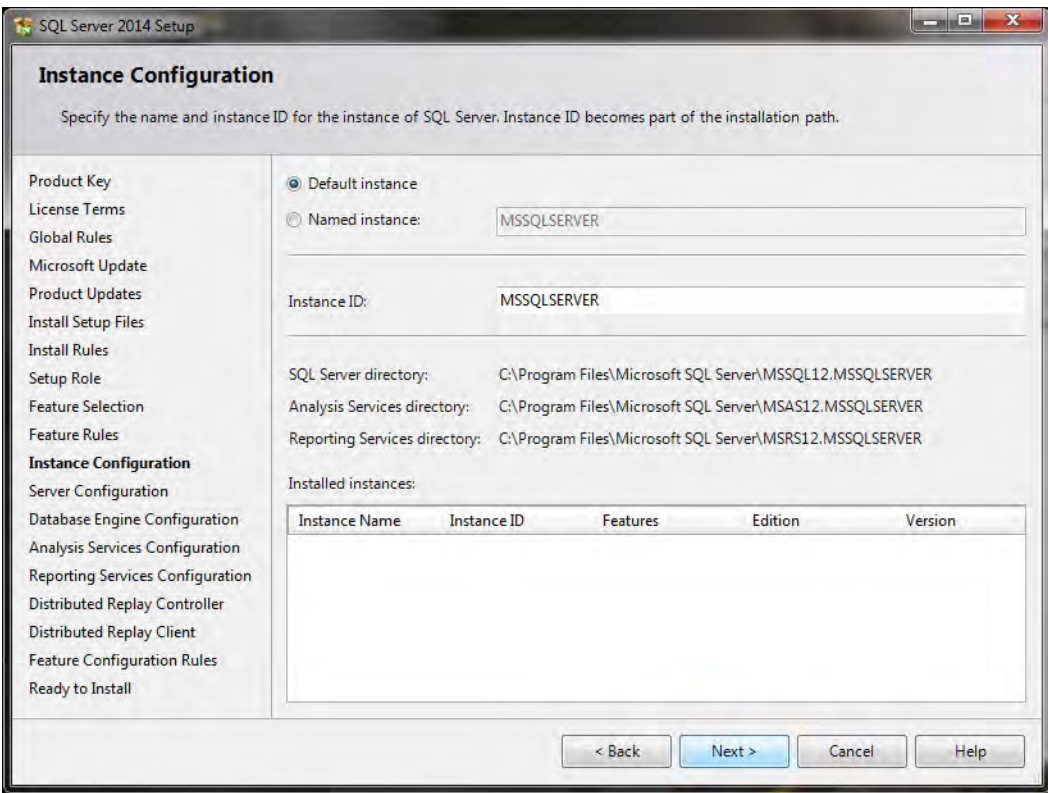 SQL Server 2014 Setup
Instance Configuration
Specify the name and instance ID for the instance of SQL Server. Instance ID becomes part of the installation path.
Product Key
License Terms
Global Rules
Microsoft Update
Product Updates
Install Setup Files
Install Rules
Setup Role
Feature Selection
Feature Rules
Instance Configuration
Server Configuration
Database Engine Configuration
Analysis Services Configuration
Reporting Services Configuration
Distributed Replay Controller
Distributed Replay Client
Feature Configuration Rules
Ready to Install
Default instance
Named instance: MSSQLSERVER
Instance ID: MSSQLSERVER
SQL Server directory: C:\Program Files\Microsoft SQL Server\MSSQL12.MSSQLSERVER
Analysis Services directory: C:\Program Files\Microsoft SQL Server\MSAS12.MSSQLSERVER
Reporting Services directory: C:\Program Files\Microsoft SQL Server\MSRS12.MSSQLSERVER
Installed instances:
Instance Name Instance ID Features Edition Version
< Back Next > Cancel Help